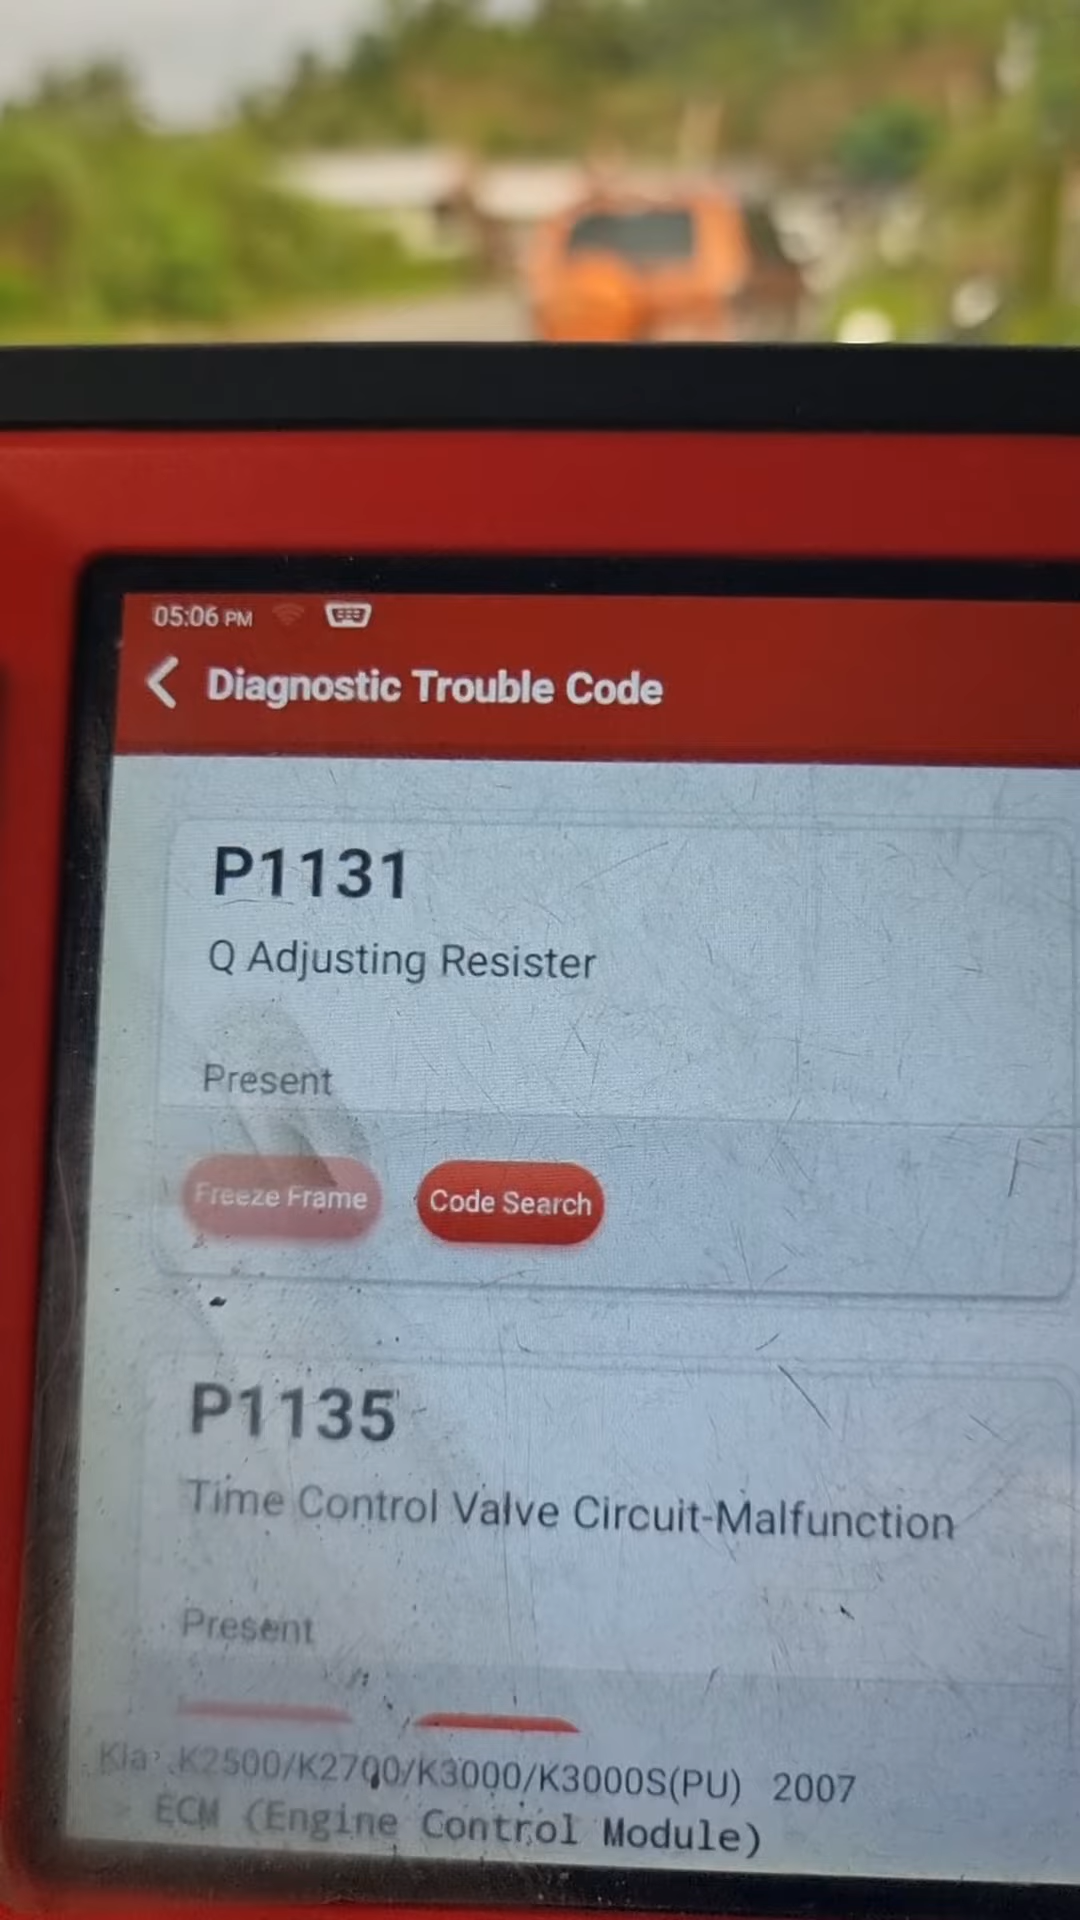 05:06 PM
Diagnostic Trouble Code
P1131
Q Adjusting Resister
Present
Freeze Frame
Code Search
P1135
Time Control Valve Circuit-Malfunction
Present
Kia K2500/K2700/K3000/K3000S(PU) 2007
ECM (Engine Control Module)